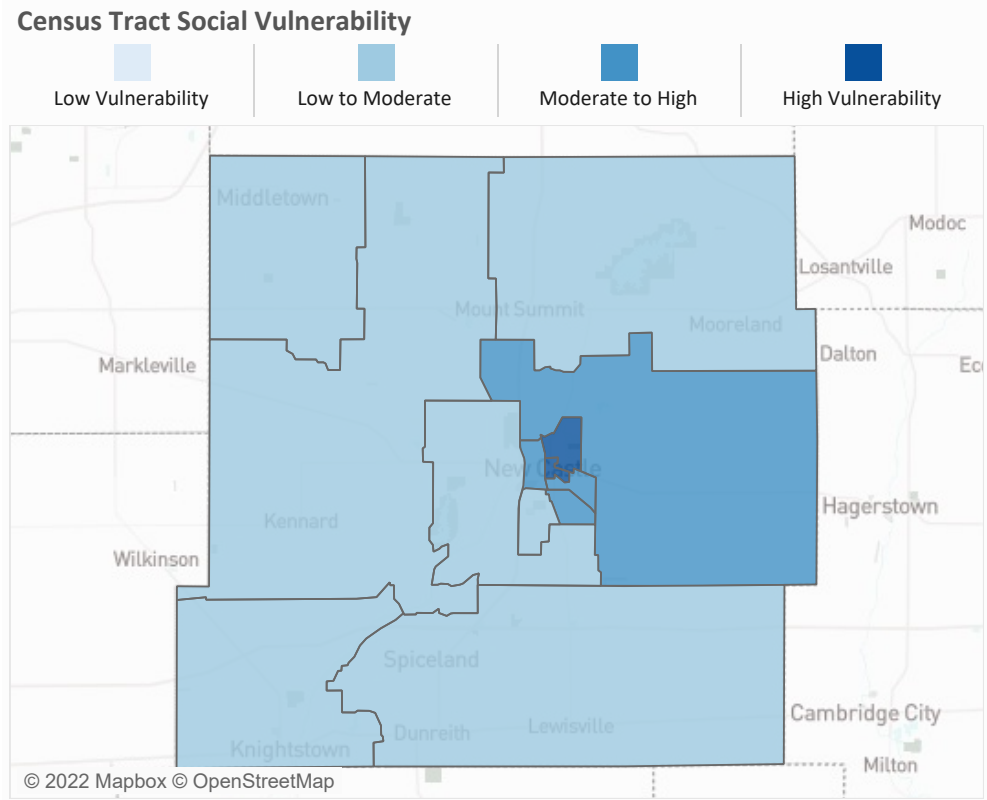 Census Tract Social Vulnerability
Low Vulnerability
Low to Moderate
Moderate to High
High Vulnerability
Middletown
Modoc
Losantville
Mount Summit
Mooreland
Dalton
Markleville
Ec
New Castle
Hagerstown
Kennard
Wilkinson
Spiceland
Cambridge City
Lewisville
Dunreith
Knightstown
Milton
© 2022 Mapbox © OpenStreetMap